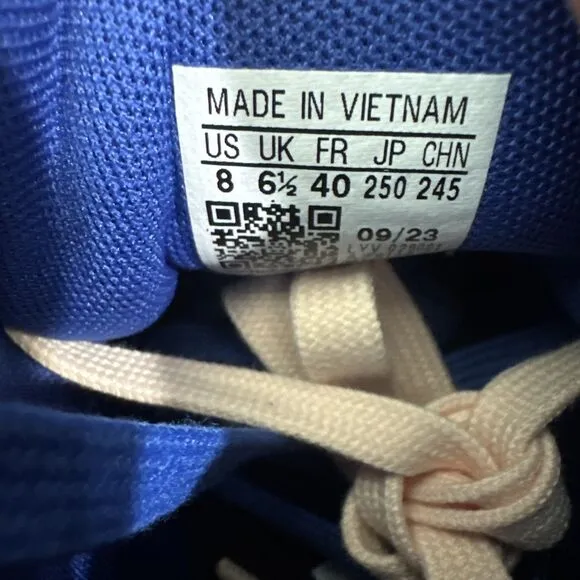 MADE IN VIETNAM
US UK FR JP CHN
8 6½ 40 250 245
09/23